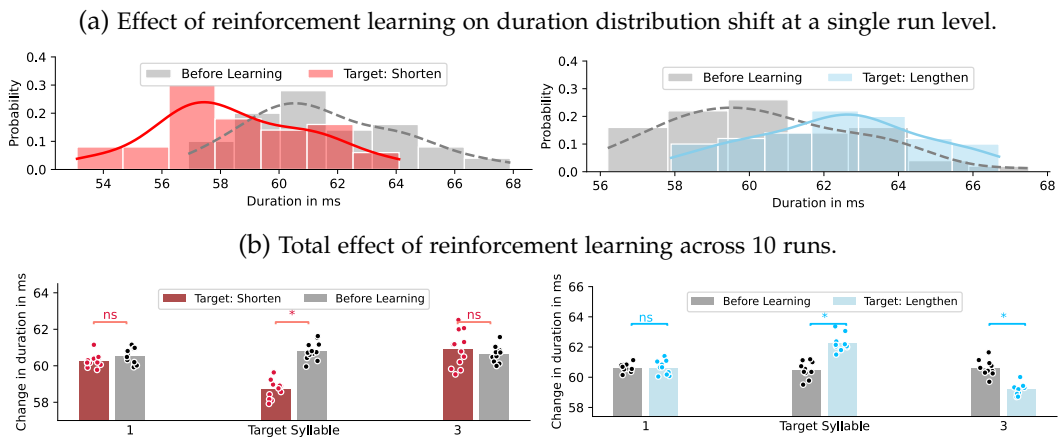 (a) Effect of reinforcement learning on duration distribution shift at a single run level.
0.4
0.3
0.2
0.1
0.0
Probability
Before Learning
Target: Shorten
54 56 58 60 62 64 66 68
Duration in ms
0.4
0.3
0.2
0.1
0.0
Probability
Before Learning
Target: Lengthen
56 58 60 62 64 66 68
Duration in ms
(b) Total effect of reinforcement learning across 10 runs.
Change in duration in ms
64
62
60
58
Target: Shorten
Before Learning
ns
*
ns
1 Target Syllable 3
Change in duration in ms
66
64
62
60
58
Before Learning
Target: Lengthen
ns
*
*
1 Target Syllable 3